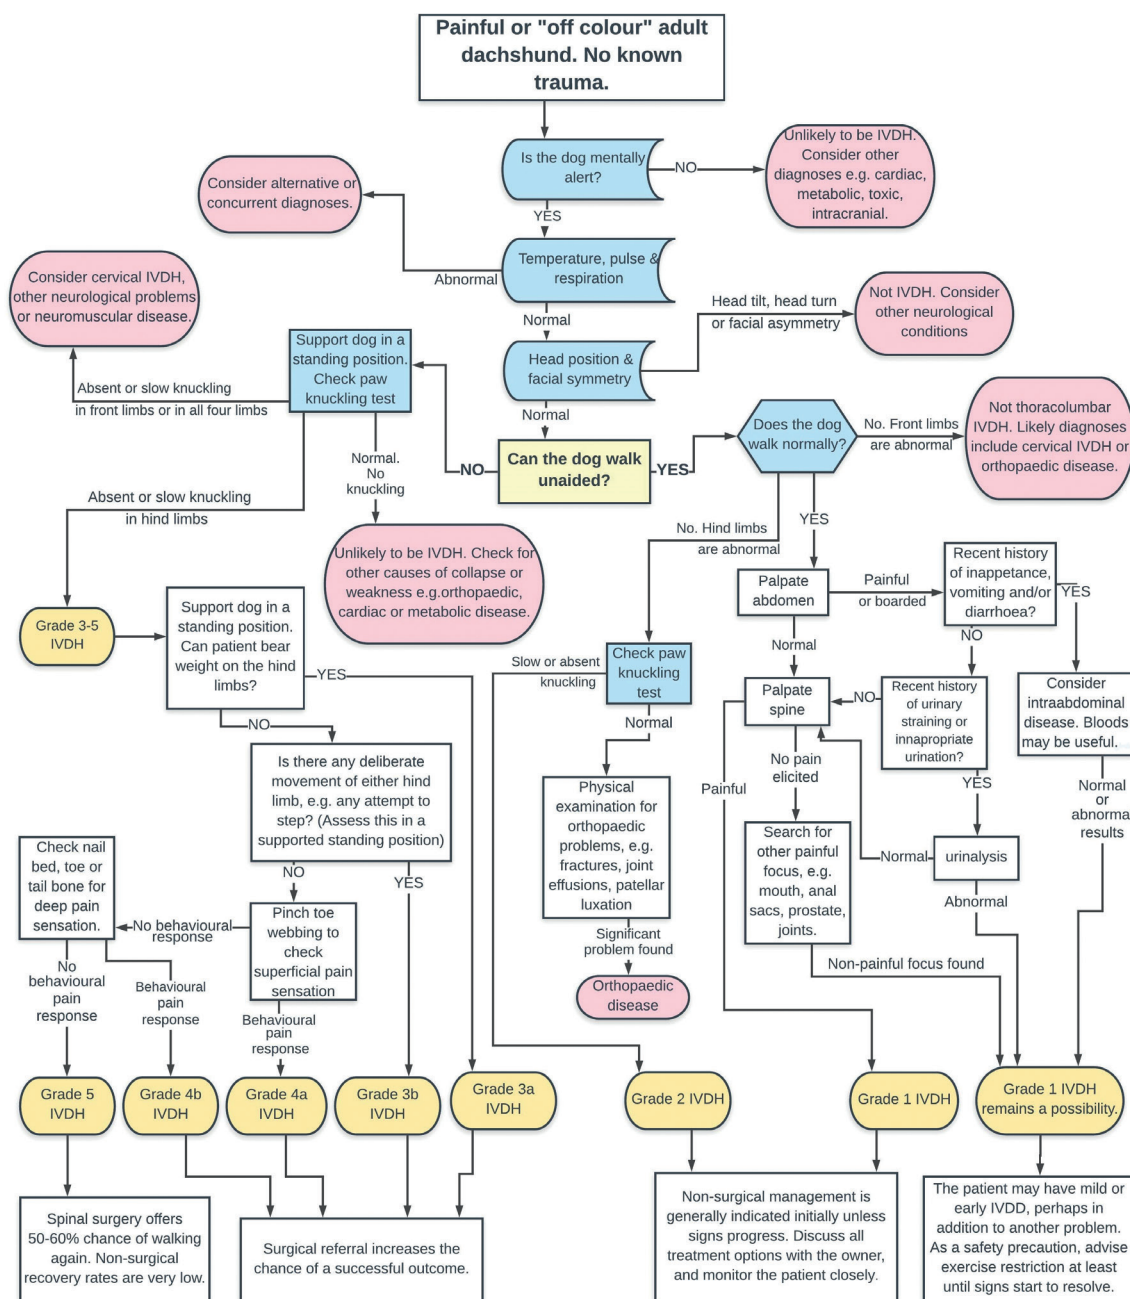 Painful or "off colour" adult
dachshund. No known
trauma.
Is the dog mentally
alert?
NO
Unlikely to be IVDH.
Consider other
diagnoses e.g. cardiac,
metabolic, toxic,
intracranial.
YES
Consider alternative or
concurrent diagnoses.
Temperature, pulse &
respiration
Abnormal
Normal
Consider cervical IVDH,
other neurological problems
or neuromuscular disease.
Head tilt, head turn
or facial asymmetry
Not IVDH. Consider
other neurological
conditions
Support dog in a
standing position.
Check paw
knuckling test
Head position &
facial symmetry
Absent or slow knuckling
in front limbs or in all four limbs
Normal
Does the dog
walk normally?
No. Front limbs
are abnormal
Not thoracolumbar
IVDH. Likely diagnoses
include cervical IVDH or
orthopaedic disease.
Normal.
No
knuckling
NO
Can the dog walk
unaided?
YES
Absent or slow knuckling
in hind limbs
No. Hind limbs
are abnormal
YES
Unlikely to be IVDH. Check for
other causes of collapse or
weakness e.g.orthopaedic,
cardiac or metabolic disease.
Palpate
abdomen
Painful
or boarded
Recent history
of inappetance,
vomiting and/or
diarrhoea?
YES
NO
Grade 3-5
IVDH
Support dog in a
standing position.
Can patient bear
weight on the hind
limbs?
YES
NO
Slow or absent
knuckling
Check paw
knuckling
test
Normal
Normal
Palpate
spine
NO
Recent history
of urinary
straining or
innapropriate
urination?
Consider
intraabdominal
disease. Bloods
may be useful.
Is there any deliberate
movement of either hind
limb, e.g. any attempt to
step? (Assess this in a
supported standing position)
No pain
elicited
Painful
YES
Normal
or
abnormal
results
Physical
examination for
orthopaedic
problems, e.g.
fractures, joint
effusions, patellar
luxation
Search for
other painful
focus, e.g.
mouth, anal
sacs, prostate,
joints.
Normal
urinalysis
Abnormal
Check nail
bed, toe or
tail bone for
deep pain
sensation.
NO
YES
No behavioural
response
Pinch toe
webbing to
check
superficial pain
sensation
Significant
problem found
Non-painful focus found
Orthopaedic
disease
No
behavioural
pain
response
Behavioural
pain
response
Behavioural
pain
response
Grade 5
IVDH
Grade 4b
IVDH
Grade 4a
IVDH
Grade 3b
IVDH
Grade 3a
IVDH
Grade 2 IVDH
Grade 1 IVDH
Grade 1 IVDH
remains a possibility.
Spinal surgery offers
50-60% chance of walking
again. Non-surgical
recovery rates are very low.
Surgical referral increases the
chance of a successful outcome.
Non-surgical management is
generally indicated initially unless
signs progress. Discuss all
treatment options with the owner,
and monitor the patient closely.
The patient may have mild or
early IVDD, perhaps in
addition to another problem.
As a safety precaution, advise
exercise restriction at least
until signs start to resolve.